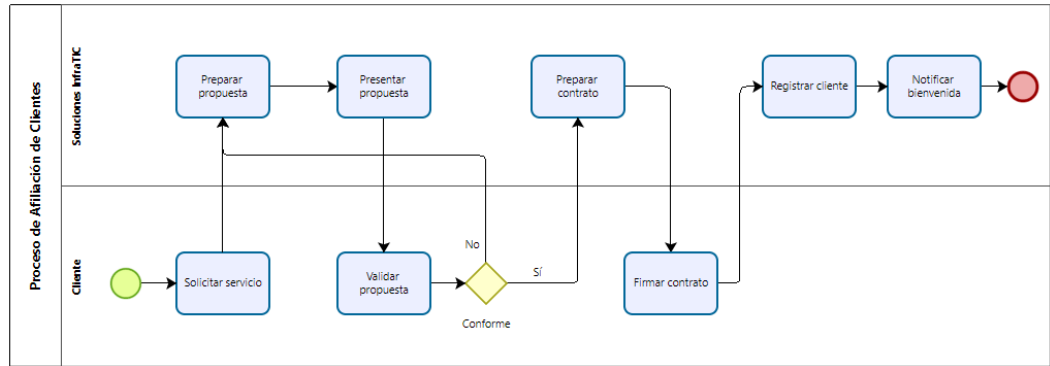 Proceso de Afiliación de Clientes
Soluciones InfraTIC
Preparar
propuesta
Presentar
propuesta
Preparar
contrato
Registrar cliente
Notificar
bienvenida
Cliente
Solicitar servicio
Validar
propuesta
No
Sí
Conforme
Firmar contrato